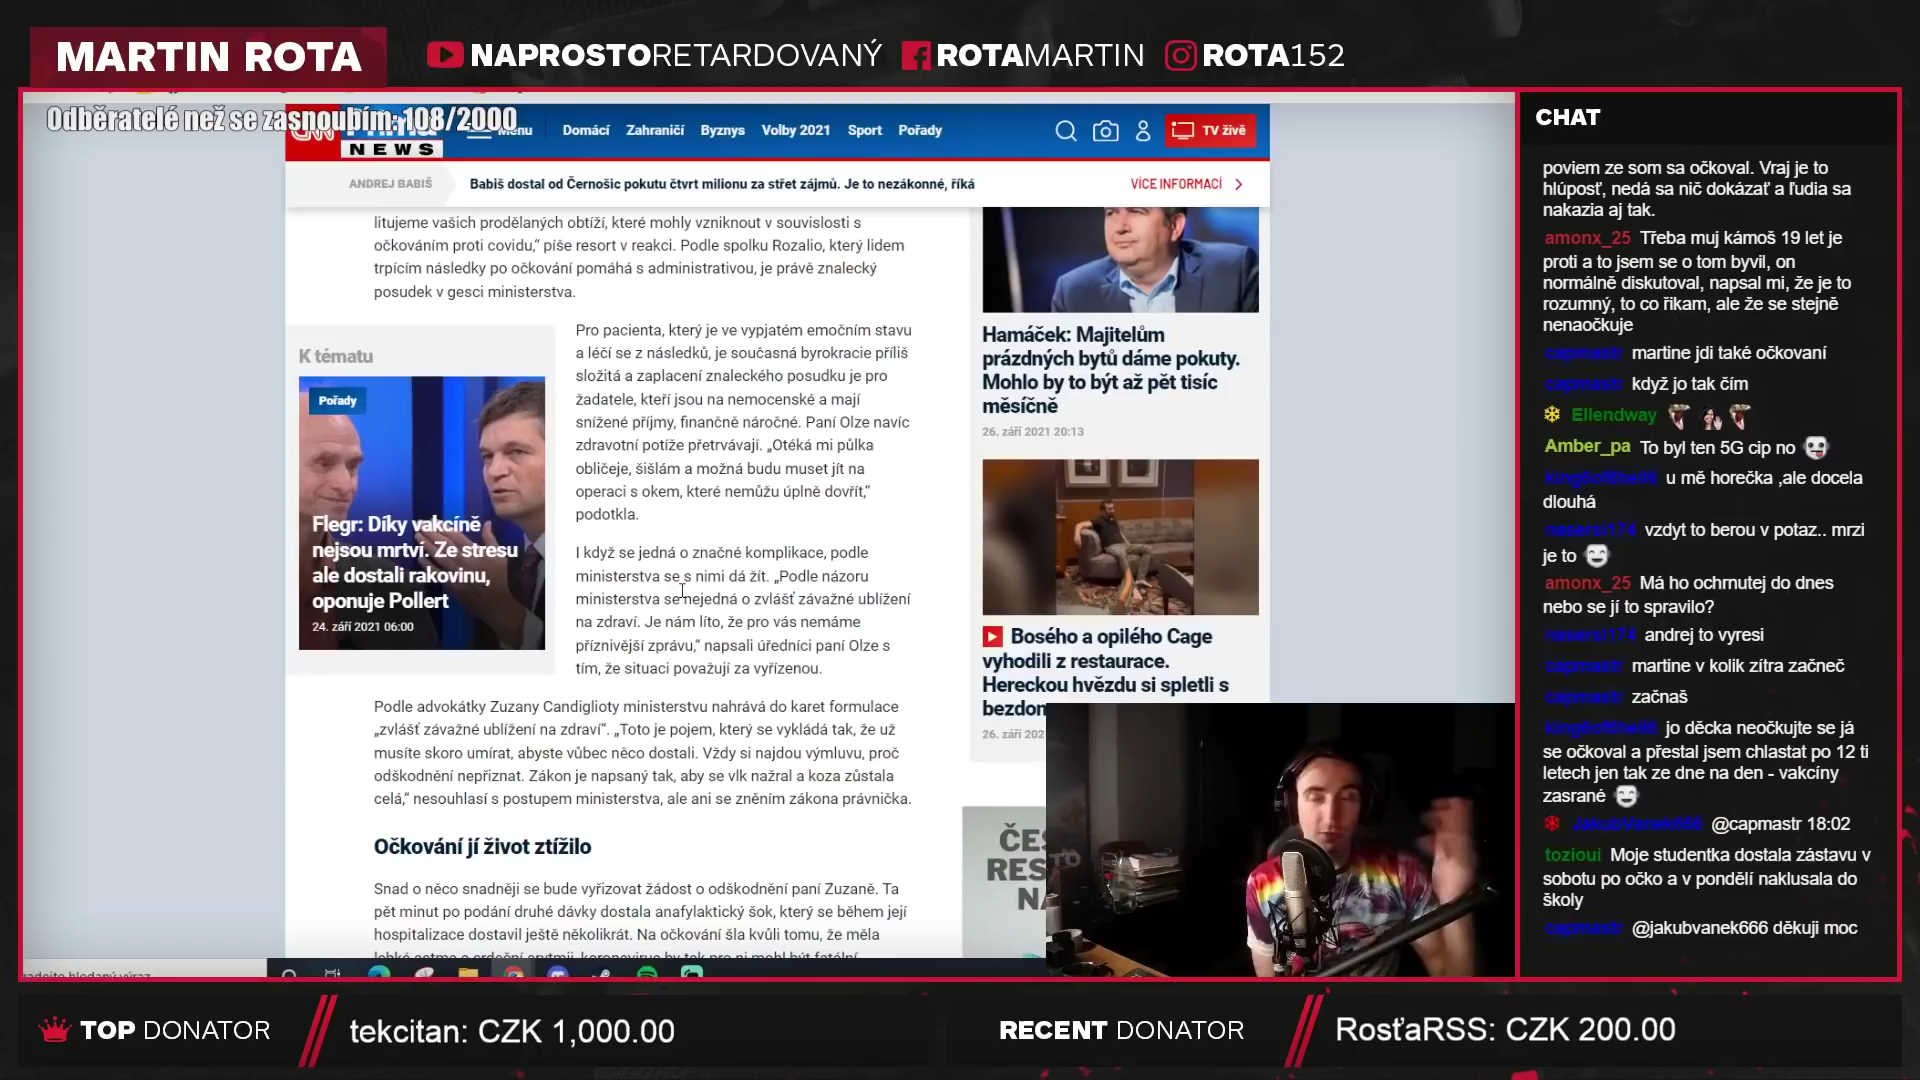 MARTIN ROTA
NAPROSTORETARDOVANÝ
ROTAMARTIN
ROTA152
Odběratelé než se zasnoubím: 108/2000
CNN Prima
NEWS
Menu
Domácí
Zahraničí
Byznys
Volby 2021
Sport
Pořady
TV živě
ANDREJ BABIŠ
Babiš dostal od Černošic pokutu čtvrt milionu za střet zájmů. Je to nezákonné, říká
VÍCE INFORMACÍ
litujeme vašich prodělaných obtíží, které mohly vzniknout v souvislosti s
očkováním proti covidu,“ píše resort v reakci. Podle spolku Rozalio, který lidem
trpícím následky po očkování pomáhá s administrativou, je právě znalecký
posudek v gesci ministerstva.
K tématu
Pořady
Flegr: Díky vakcíně
nejsou mrtví. Ze stresu
ale dostali rakovinu,
oponuje Pollert
24. září 2021 06:00
Pro pacienta, který je ve vypjatém emočním stavu
a léčí se z následků, je současná byrokracie příliš
složitá a zaplacení znaleckého posudku je pro
žadatele, kteří jsou na nemocenské a mají
snížené příjmy, finančně náročné. Paní Olze navíc
zdravotní potíže přetrvávají. „Otéká mi půlka
obličeje, šišlám a možná budu muset jít na
operaci s okem, které nemůžu úplně dovřít,“
podotkla.
I když se jedná o značné komplikace, podle
ministerstva se s nimi dá žít. „Podle názoru
ministerstva se nejedná o zvlášť závažné ublížení
na zdraví. Je nám líto, že pro vás nemáme
příznivější zprávu,“ napsali úředníci paní Olze s
tím, že situaci považují za vyřízenou.
Podle advokátky Zuzany Candiglioty ministerstvu nahrává do karet formulace
„zvlášť závažné ublížení na zdraví“. „Toto je pojem, který se vykládá tak, že už
musíte skoro umírat, abyste vůbec něco dostali. Vždy si najdou výmluvu, proč
odškodnění nepřiznat. Zákon je napsaný tak, aby se vlk nažral a koza zůstala
celá,“ nesouhlasí s postupem ministerstva, ale ani se zněním zákona právnička.
Očkování jí život ztížilo
Snad o něco snadněji se bude vyřizovat žádost o odškodnění paní Zuzaně. Ta
pět minut po podání druhé dávky dostala anafylaktický šok, který se během její
hospitalizace dostavil ještě několikrát. Na očkování šla kvůli tomu, že měla
Hamáček: Majitelům
prázdných bytů dáme pokuty.
Mohlo by to být až pět tisíc
měsíčně
26. září 2021 20:13
Bosého a opilého Cage
vyhodili z restaurace.
Hereckou hvězdu si spletli s
bezdom
26. září 202
ČES
RES
NA
CHAT
poviem ze som sa očkoval. Vraj je to
hlúposť, nedá sa nič dokázať a ľudia sa
nakazia aj tak.
amonx_25 Třeba muj kámoš 19 let je
proti a to jsem se o tom byvil, on
normálně diskutoval, napsal mi, že je to
rozumný, to co řikam, ale že se stejně
nenaočkuje
capmastr martine jdi také očkovaní
capmastr když jo tak čím
Ellendway
Amber_pa To byl ten 5G cip no
u mě horečka ,ale docela
dlouhá
vzdyt to berou v potaz.. mrzi
je to
amonx_25 Má ho ochrnutej do dnes
nebo se jí to spravilo?
andrej to vyresi
capmastr martine v kolik zítra začneč
capmastr začnaš
jo děcka neočkujte se já
se očkoval a přestal jsem chlastat po 12 ti
letech jen tak ze dne na den - vakcíny
zasrané
JakubVanek666 @capmastr 18:02
tozioui Moje studentka dostala zástavu v
sobotu po očko a v pondělí naklusala do
školy
capmastr @jakubvanek666 děkuji moc
TOP DONATOR
tekcitan: CZK 1,000.00
RECENT DONATOR
RosťaRSS: CZK 200.00